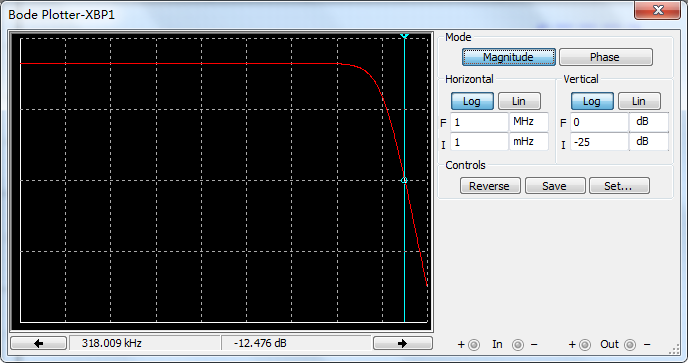 Bode Plotter-XBP1
Mode
Magnitude Phase
Horizontal Vertical
Log Lin Log Lin
F 1 MHz F 0 dB
I 1 mHz I -25 dB
Controls
Reverse Save Set...
318.009 kHz -12.476 dB
+ In - + Out -